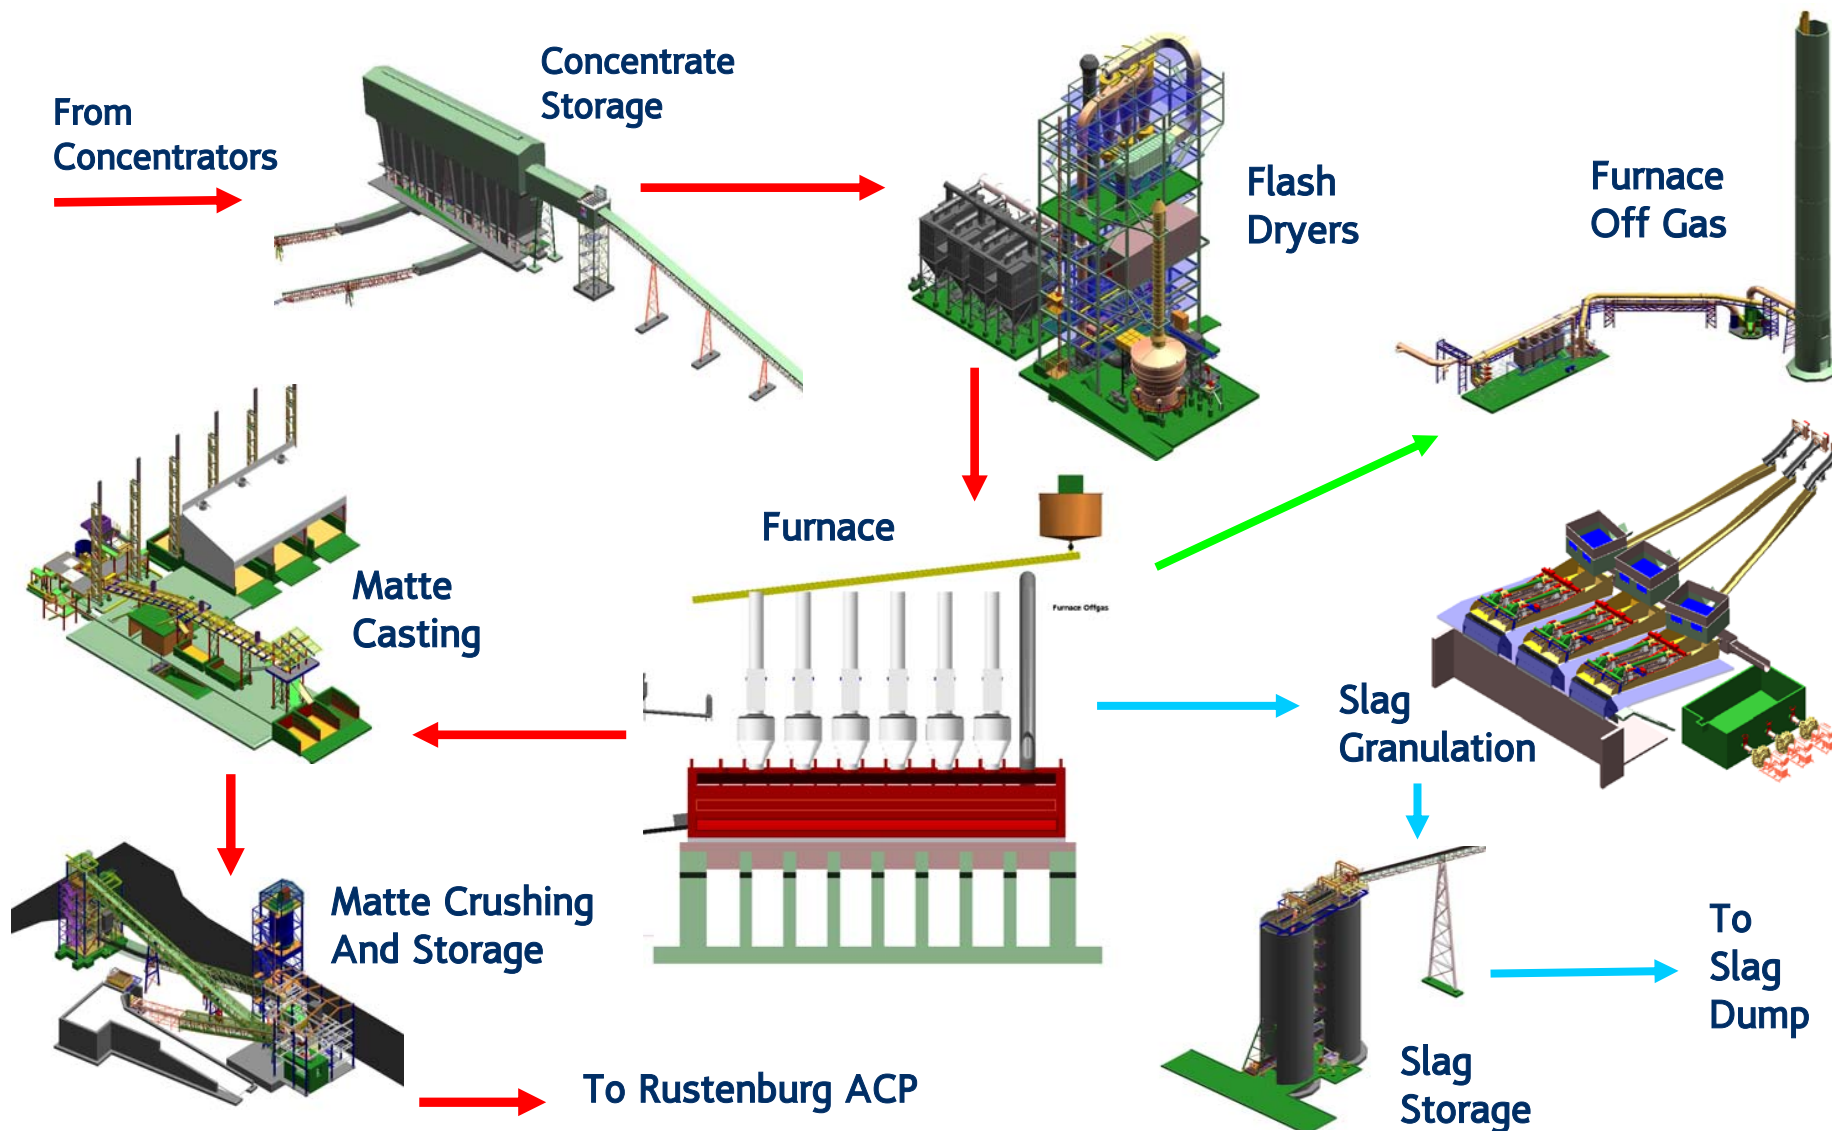 From
Concentrators
Concentrate
Storage
Flash
Dryers
Furnace
Off Gas
Furnace
Furnace Offgas
Matte
Casting
Slag
Granulation
Matte Crushing
And Storage
To
Slag
Dump
Slag
Storage
To Rustenburg ACP